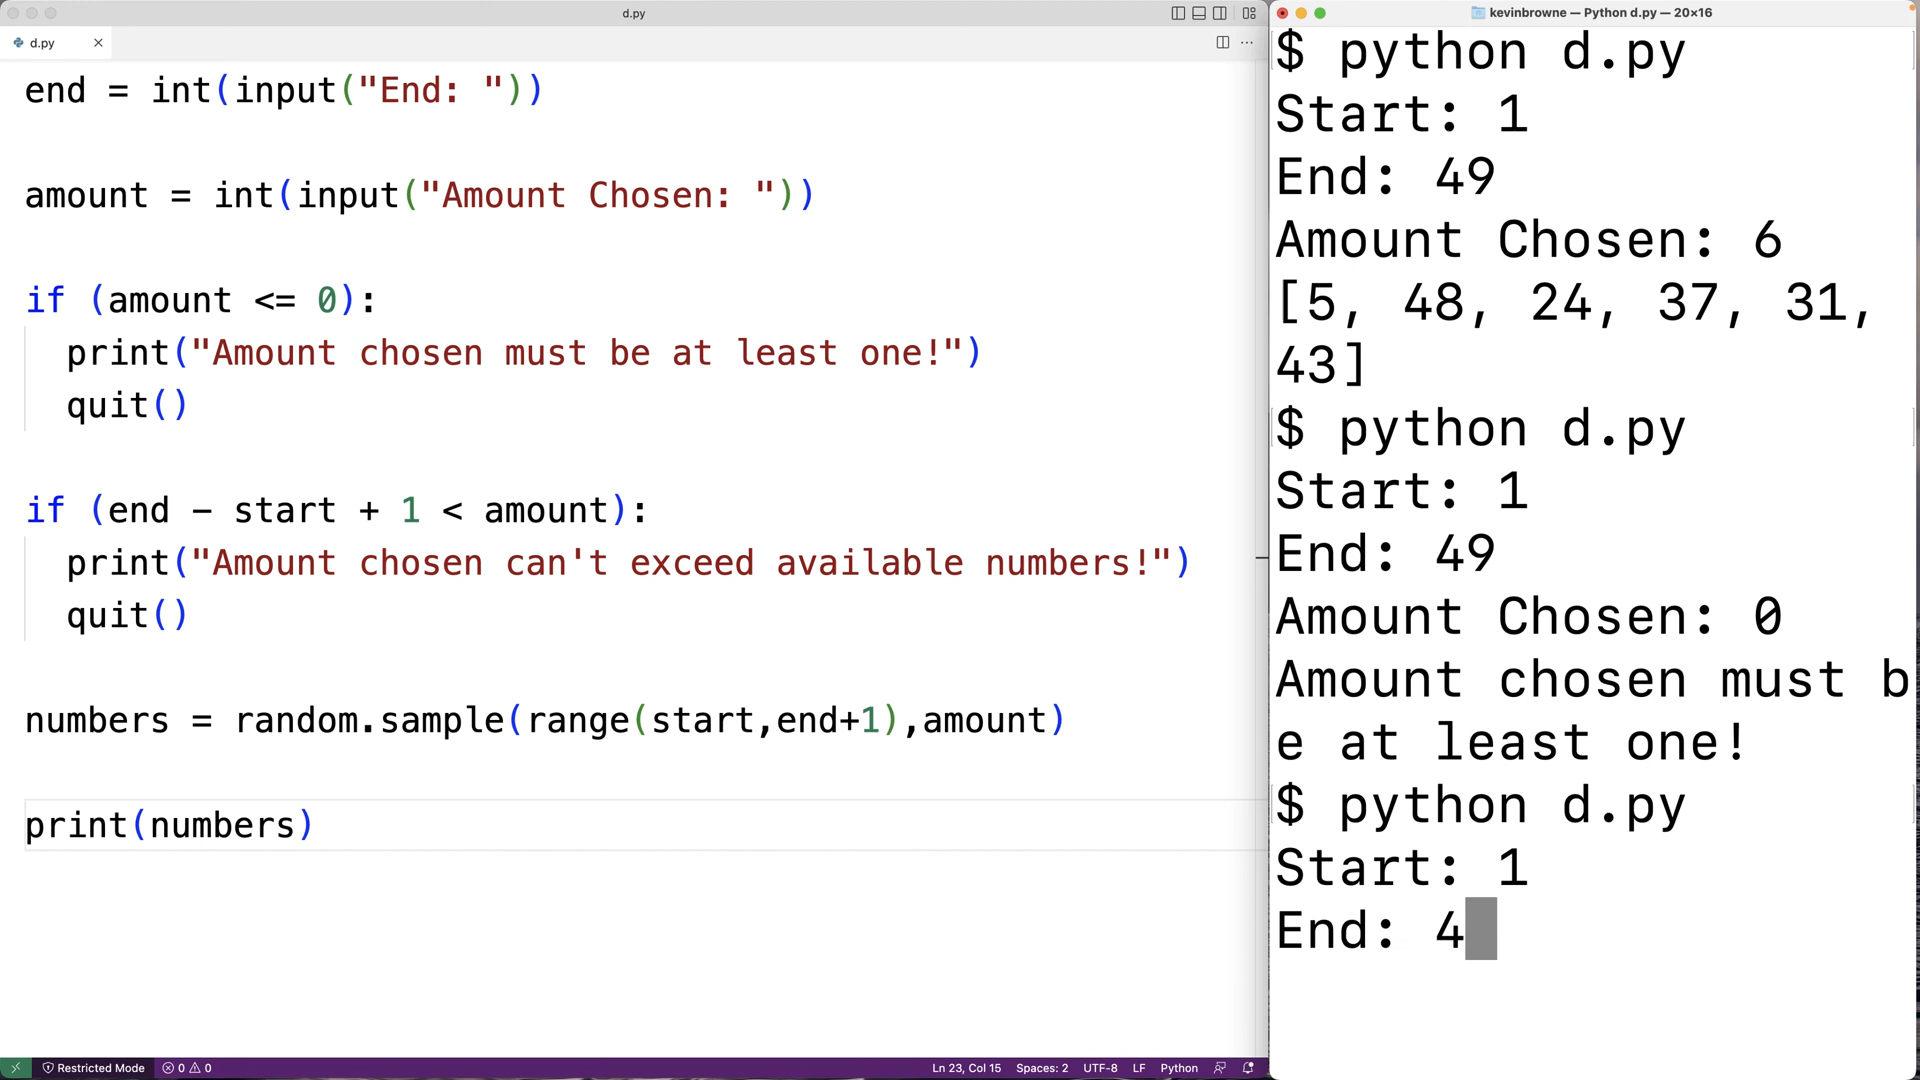 d.py
d.py
end = int(input("End: "))
amount = int(input("Amount Chosen: "))
if (amount <= 0):
print("Amount chosen must be at least one!")
quit()
if (end - start + 1 < amount):
print("Amount chosen can't exceed available numbers!")
quit()
numbers = random.sample(range(start,end+1),amount)
print(numbers)
Restricted Mode
0 0
Ln 23, Col 15 Spaces: 2 UTF-8 LF Python
kevinbrowne — Python d.py — 20×16
$ python d.py
Start: 1
End: 49
Amount Chosen: 6
[5, 48, 24, 37, 31,
43]
$ python d.py
Start: 1
End: 49
Amount Chosen: 0
Amount chosen must b
e at least one!
$ python d.py
Start: 1
End: 4